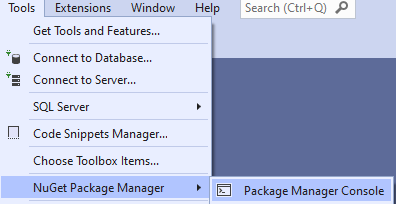 Tools Extensions Window Help Search (Ctrl+Q)
Get Tools and Features...
Connect to Database...
Connect to Server...
SQL Server
Code Snippets Manager...
Choose Toolbox Items...
NuGet Package Manager Package Manager Console